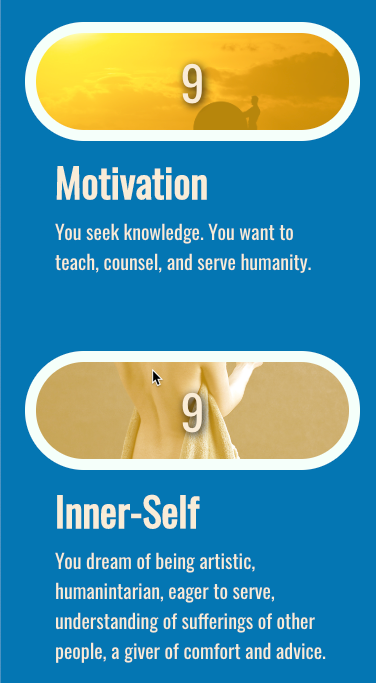 9
Motivation
You seek knowledge. You want to
teach, counsel, and serve humanity.
9
Inner-Self
You dream of being artistic,
humanintarian, eager to serve,
understanding of sufferings of other
people, a giver of comfort and advice.